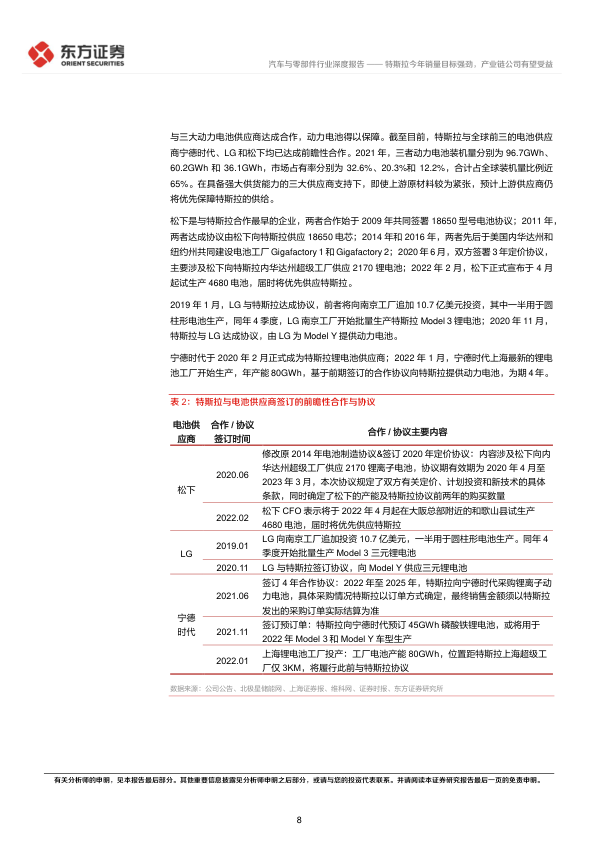 东方证券
ORIENT SECURITIES
汽车与零部件行业深度报告 —— 特斯拉今年销量目标强劲，产业链公司有望受益
与三大动力电池供应商达成合作，动力电池得以保障。截至目前，特斯拉与全球前三的电池供应
商宁德时代、LG 和松下均已达成前瞻性合作。2021 年，三者动力电池装机量分别为 96.7GWh、
60.2GWh 和 36.1GWh，市场占有率分别为 32.6%、20.3%和 12.2%，合计占全球装机量比例近
65%。在具备强大供货能力的三大供应商支持下，即使上游原材料较为紧张，预计上游供应商仍
将优先保障特斯拉的供给。
松下是与特斯拉合作最早的企业，两者合作始于 2009 年共同签署 18650 型号电池协议；2011 年，
两者达成协议由松下向特斯拉供应 18650 电芯；2014 年和 2016 年，两者先后于美国内华达州和
纽约州共同建设电池工厂 Gigafactory 1 和 Gigafactory 2；2020 年 6 月，双方签署 3 年定价协议，
主要涉及松下向特斯拉内华达州超级工厂供应 2170 锂电池；2022 年 2 月，松下正式宣布于 4 月
起试生产 4680 电池，届时将优先供应特斯拉。
2019 年 1 月，LG 与特斯拉达成协议，前者将向南京工厂追加 10.7 亿美元投资，其中一半用于圆
柱形电池生产，同年 4 季度，LG 南京工厂开始批量生产特斯拉 Model 3 锂电池；2020 年 11 月，
特斯拉与 LG 达成协议，由 LG 为 Model Y 提供动力电池。
宁德时代于 2020 年 2 月正式成为特斯拉锂电池供应商；2022 年 1 月，宁德时代上海最新的锂电
池工厂开始生产，年产能 80GWh，基于前期签订的合作协议向特斯拉提供动力电池，为期 4 年。
表 2：特斯拉与电池供应商签订的前瞻性合作与协议
电池供应商 合作 / 协议签订时间 合作 / 协议主要内容
松下
2020.06
修改原 2014 年电池制造协议&签订 2020 年定价协议：内容涉及松下向内
华达州超级工厂供应 2170 锂离子电池，协议期有效期为 2020 年 4 月至
2023 年 3 月，本次协议规定了双方有关定价、计划投资和新技术的具体
条款，同时确定了松下的产能及特斯拉协议前两年的购买数量
2022.02
松下 CFO 表示将于 2022 年 4 月起在大阪总部附近的和歌山县试生产
4680 电池，届时将优先供应特斯拉
LG
2019.01
LG 向南京工厂追加投资 10.7 亿美元，一半用于圆柱形电池生产。同年 4
季度开始批量生产 Model 3 三元锂电池
2020.11
LG 与特斯拉签订协议，向 Model Y 供应三元锂电池
宁德
时代
2021.06
签订 4 年合作协议：2022 年至 2025 年，特斯拉向宁德时代采购锂离子动
力电池，具体采购情况特斯拉以订单方式确定，最终销售金额须以特斯拉
发出的采购订单实际结算为准
2021.11
签订预订单：特斯拉向宁德时代预订 45GWh 磷酸铁锂电池，或将用于
2022 年 Model 3 和 Model Y 车型生产
2022.01
上海锂电池工厂投产：工厂电池产能 80GWh，位置距特斯拉上海超级工
厂仅 3KM，将履行此前与特斯拉协议
数据来源：公司公告、北极星储能网、上海证券报、维科网、证券时报、东方证券研究所
有关分析师的申明，见本报告最后部分。其他重要信息披露见分析师申明之后部分，或请与您的投资代表联系。并请阅读本证券研究报告最后一页的免责申明。
8